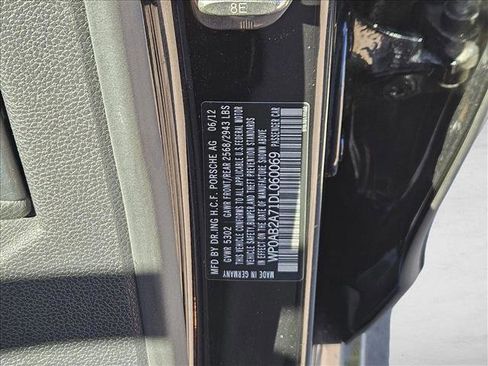 8E
MFD BY DR.ING H.C.F. PORSCHE AG 06/12
GVWR 5302 GAWR FRONT/REAR 2568/2943 LBS
THIS VEHICLE CONFORMS TO ALL APPLICABLE U.S.FEDERAL MOTOR
VEHICLE SAFETY,BUMPER AND THEFT PREVENTION STANDARDS
IN EFFECT ON THE DATE OF MANUFACTURE SHOWN ABOVE
WP0AB2A71DL060069 PASSENGER CAR
MADE IN GERMANY